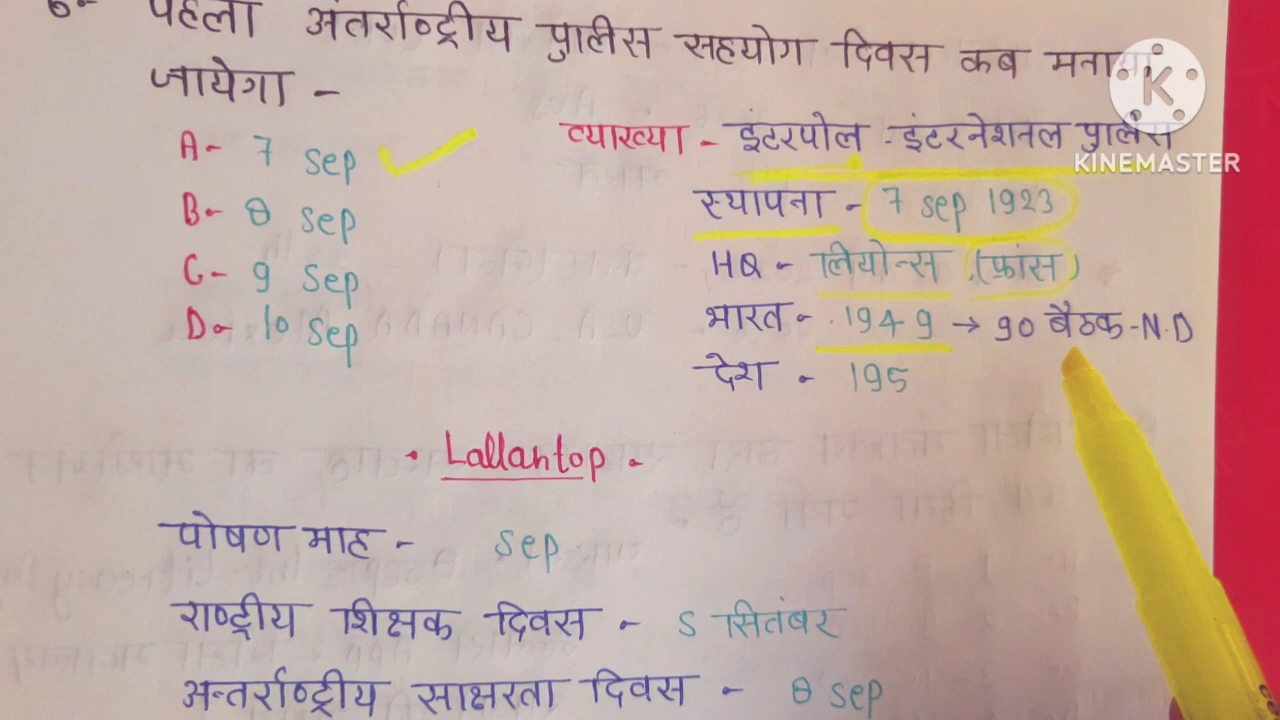 6- पहला अंतर्राष्ट्रीय पुलिस सहयोग दिवस कब मनाया
जायेगा -
A- 7 sep
B- 8 sep
C- 9 sep
D- 10 sep
व्याख्या - इंटरपोल - इंटरनेशनल पुलिस
स्थापना - 7 sep 1923
HQ - लियोन्स (फ्रांस)
भारत - 1949 → 90 बैठक - N.D
देश - 195
K
KINEMASTER
• Lallantop •
पोषण माह - sep
राष्ट्रीय शिक्षक दिवस - 5 सितंबर
अन्तर्राष्ट्रीय साक्षरता दिवस - 8 sep